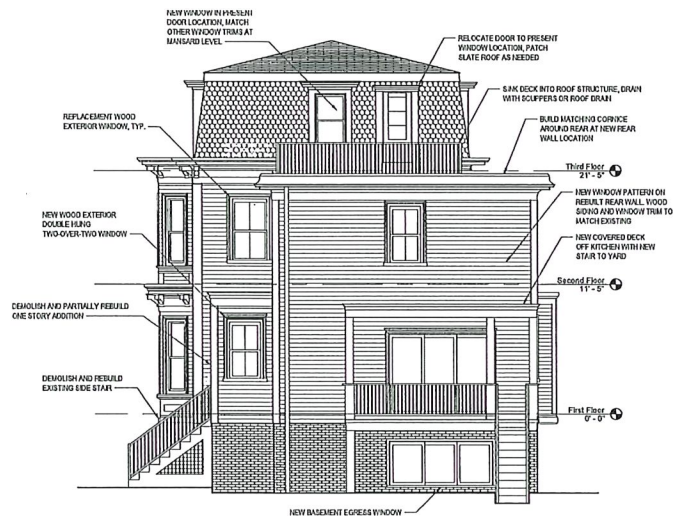 NEW WINDOW IN PRESENT
DOOR LOCATION, MATCH
OTHER WINDOW TRIMS AT
MANSARD LEVEL
RELOCATE DOOR TO PRESENT
WINDOW LOCATION, PATCH
SLATE ROOF AS NEEDED
SINK DECK INTO ROOF STRUCTURE, DRAIN
WITH SCUPPERS OR ROOF DRAIN
REPLACEMENT WOOD
EXTERIOR WINDOW, TYP.
BUILD MATCHING CORNICE
AROUND REAR AT NEW REAR
WALL LOCATION
Third Floor
21' - 5"
NEW WINDOW PATTERN ON
REBUILT REAR WALL. WOOD
SIDING AND WINDOW TRIM TO
MATCH EXISTING
NEW WOOD EXTERIOR
DOUBLE HUNG
TWO-OVER-TWO WINDOW
NEW COVERED DECK
OFF KITCHEN WITH NEW
STAIR TO YARD
Second Floor
11' - 5"
DEMOLISH AND PARTIALLY REBUILD
ONE STORY ADDITION
DEMOLISH AND REBUILD
EXISTING SIDE STAIR
First Floor
0' - 0"
NEW BASEMENT EGRESS WINDOW